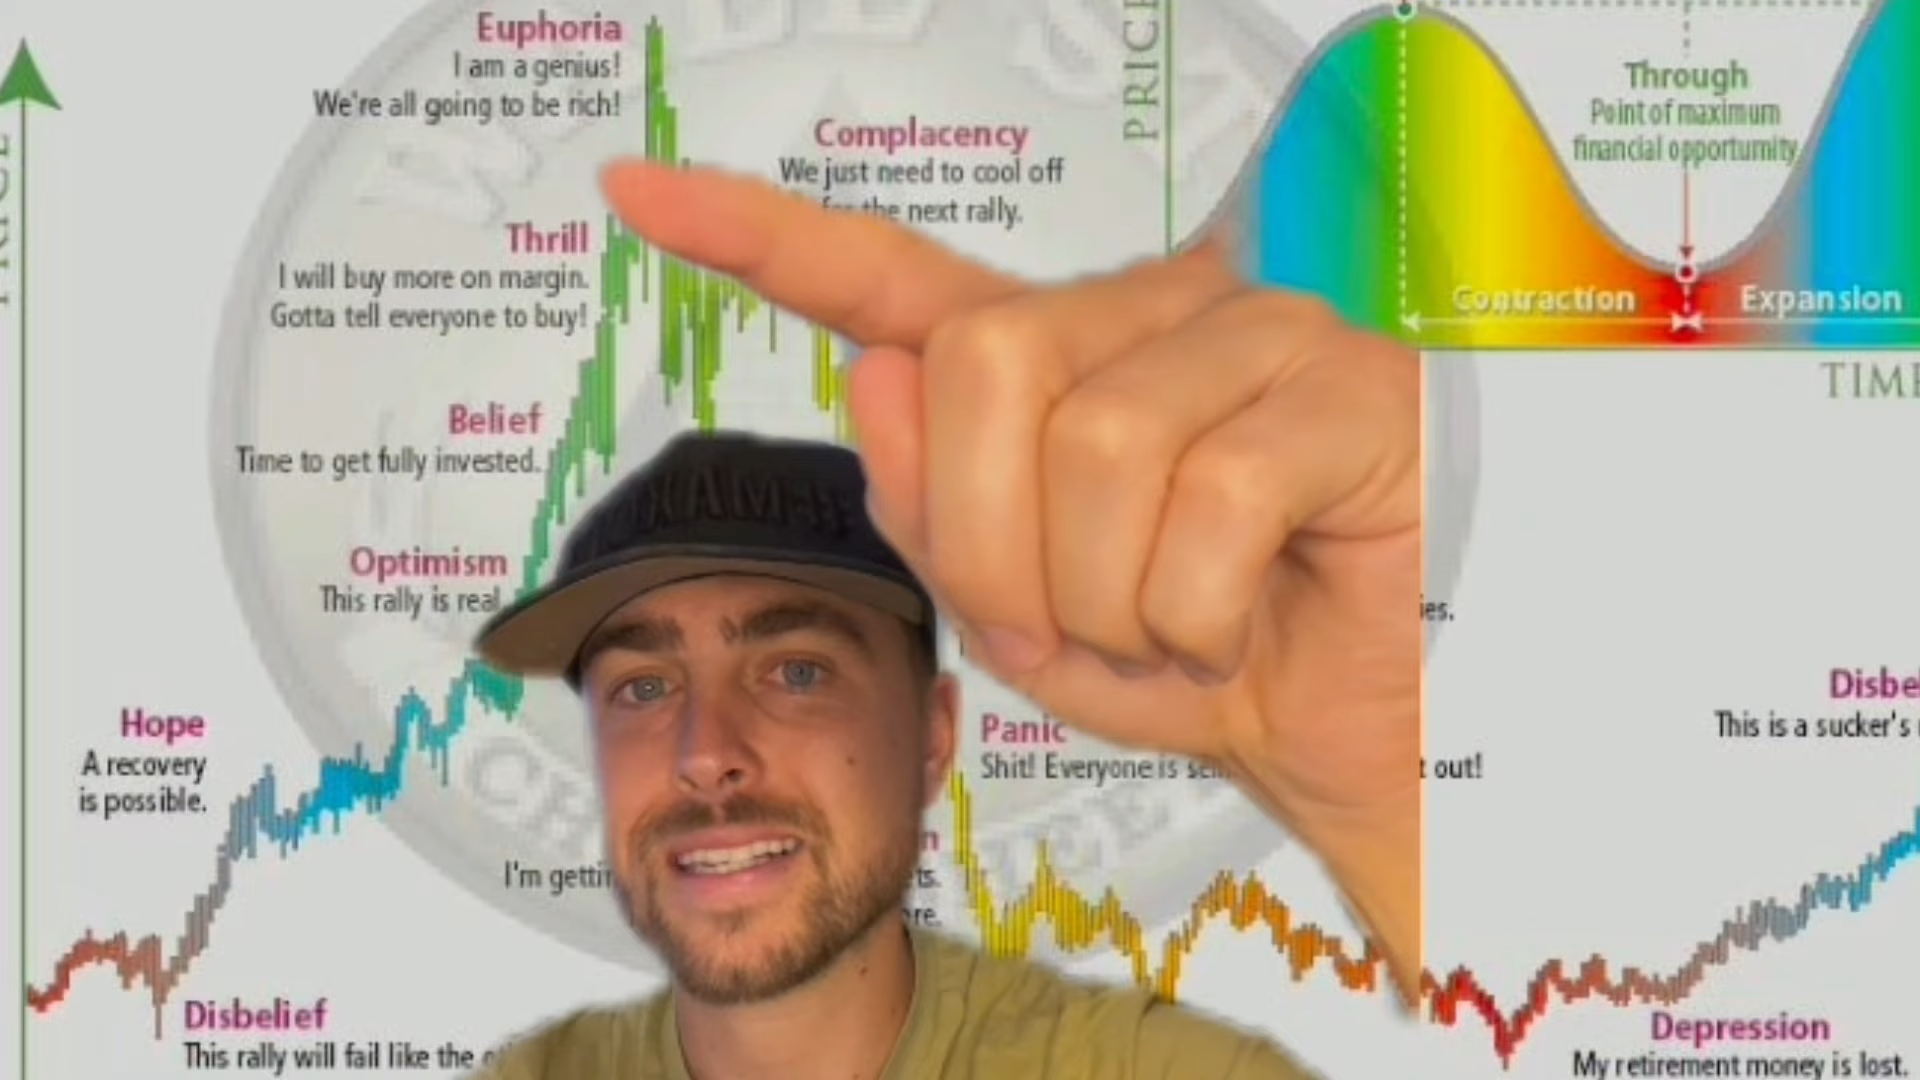 Euphoria
I am a genius!
We're all going to be rich!
Complacency
We just need to cool off
the next rally.
Thrill
I will buy more on margin.
Gotta tell everyone to buy!
Belief
Time to get fully invested.
Optimism
This rally is real
Hope
A recovery
is possible.
Disbelief
This rally will fail like the
Panic
Shit! Everyone is
out!
I'm
PRICE
Through
Point of maximum
financial opportunity
Contraction
Expansion
TIME
This is a sucker's
Depression
My retirement money is lost.